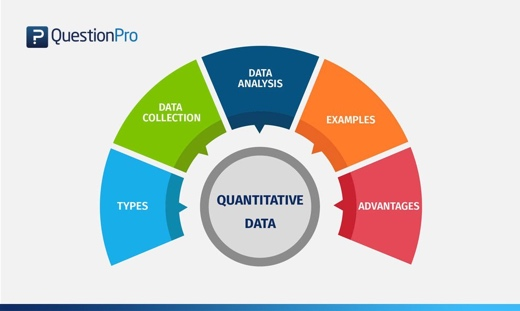 QuestionPro
TYPES
DATA
COLLECTION
DATA
ANALYSIS
EXAMPLES
ADVANTAGES
QUANTITATIVE
DATA